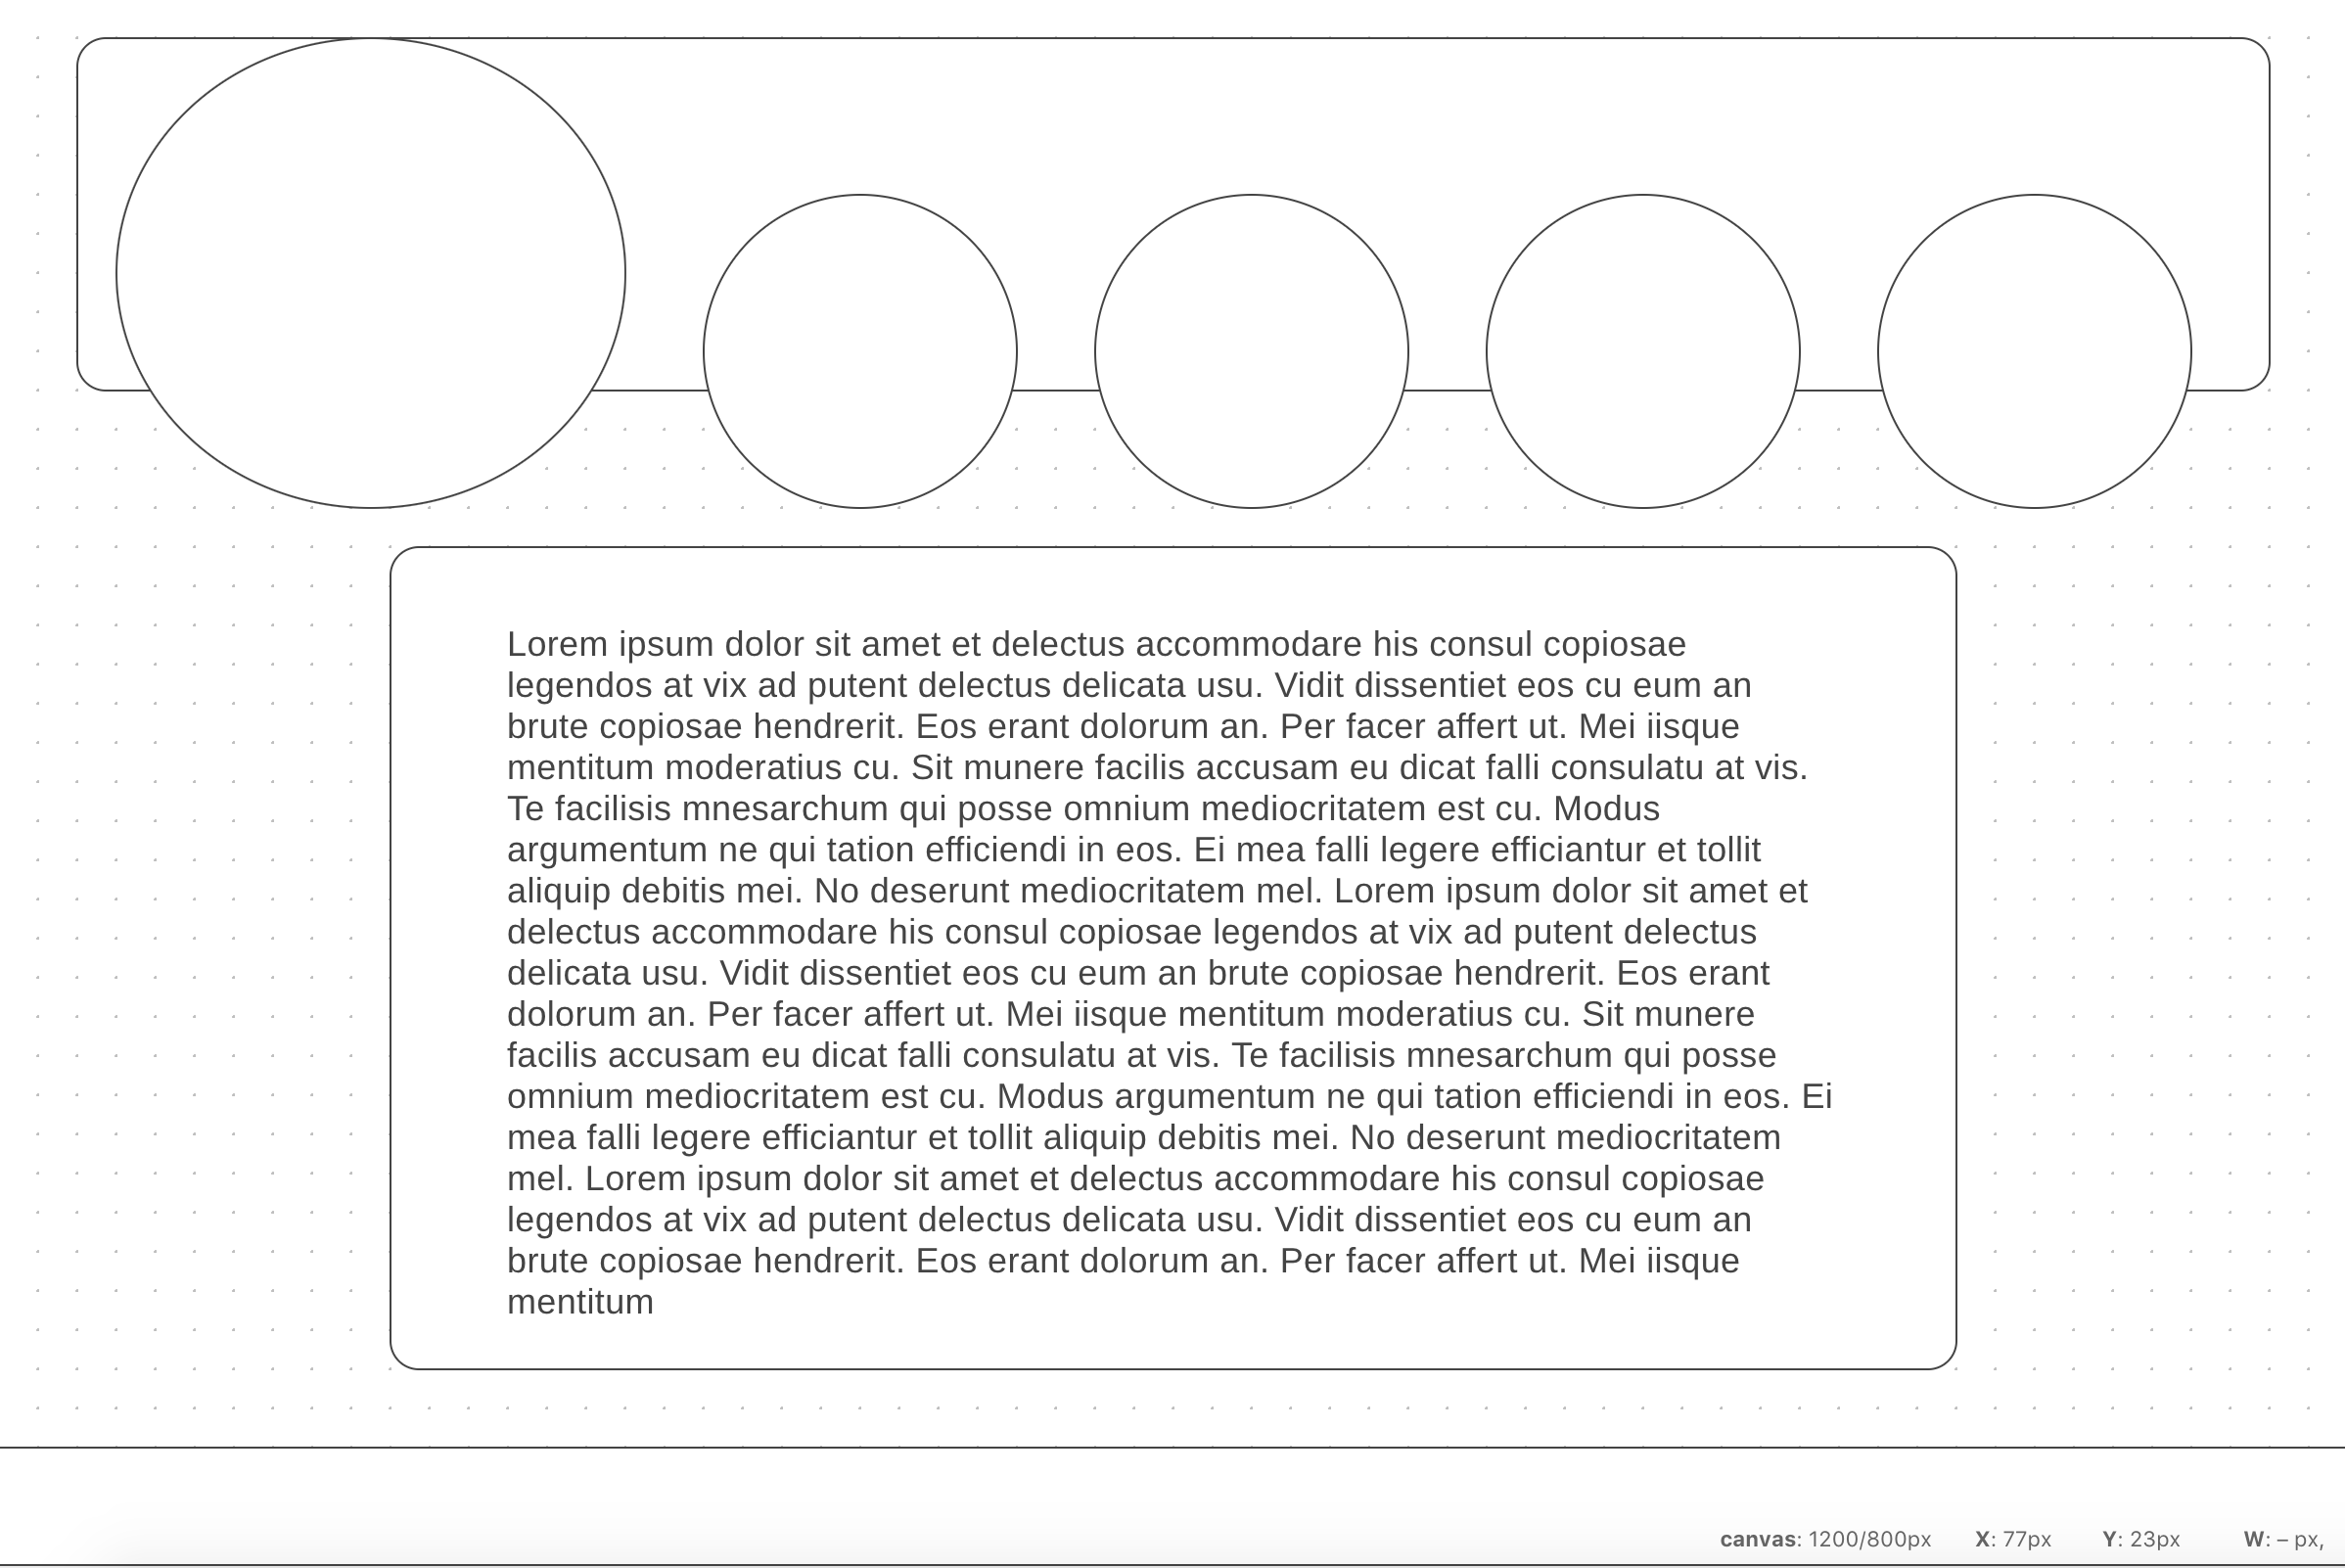 Lorem ipsum dolor sit amet et delectus accommodare his consul copiosae
legendos at vix ad putent delectus delicata usu. Vidit dissentiet eos cu eum an
brute copiosae hendrerit. Eos erant dolorum an. Per facer affert ut. Mei iisque
mentitum moderatius cu. Sit munere facilis accusam eu dicat falli consulatu at vis.
Te facilisis mnesarchum qui posse omnium mediocritatem est cu. Modus
argumentum ne qui tation efficiendi in eos. Ei mea falli legere efficiantur et tollit
aliquip debitis mei. No deserunt mediocritatem mel. Lorem ipsum dolor sit amet et
delectus accommodare his consul copiosae legendos at vix ad putent delectus
delicata usu. Vidit dissentiet eos cu eum an brute copiosae hendrerit. Eos erant
dolorum an. Per facer affert ut. Mei iisque mentitum moderatius cu. Sit munere
facilis accusam eu dicat falli consulatu at vis. Te facilisis mnesarchum qui posse
omnium mediocritatem est cu. Modus argumentum ne qui tation efficiendi in eos. Ei
mea falli legere efficiantur et tollit aliquip debitis mei. No deserunt mediocritatem
mel. Lorem ipsum dolor sit amet et delectus accommodare his consul copiosae
legendos at vix ad putent delectus delicata usu. Vidit dissentiet eos cu eum an
brute copiosae hendrerit. Eos erant dolorum an. Per facer affert ut. Mei iisque
mentitum
canvas: 1200/800px X: 77px Y: 23px W: – px,